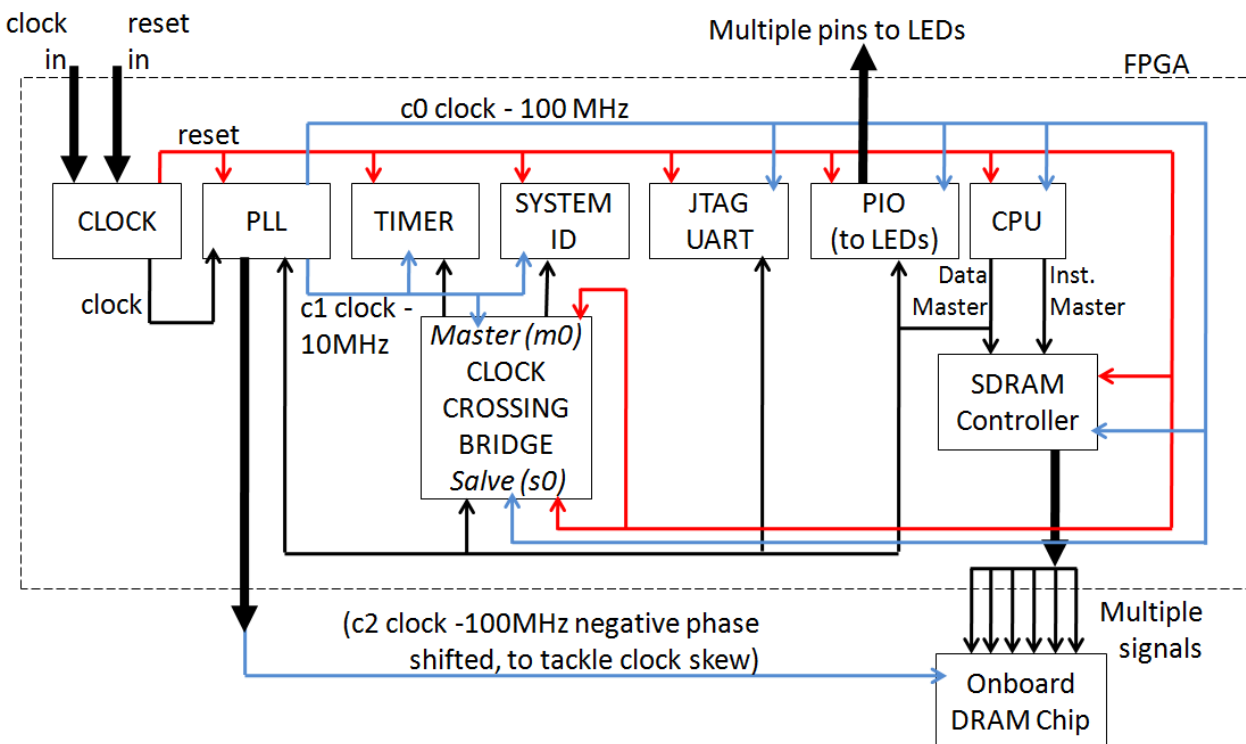 clock
in
reset
in
Multiple pins to LEDs
FPGA
c0 clock - 100 MHz
reset
CLOCK
PLL
TIMER
SYSTEM
ID
JTAG
UART
PIO
(to LEDs)
CPU
clock
c1 clock -
10MHz
Data
Master
Inst.
Master
Master (m0)
CLOCK
CROSSING
BRIDGE
Salve (s0)
SDRAM
Controller
(c2 clock -100MHz negative phase
shifted, to tackle clock skew)
Multiple
signals
Onboard
DRAM Chip